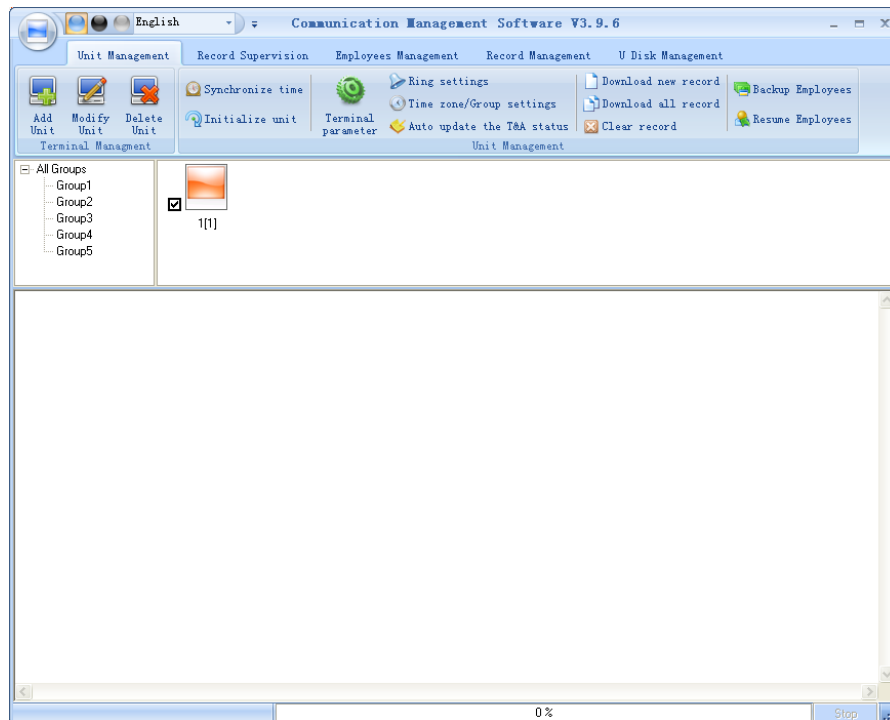 English
Communication Management Software V3.9.6
Unit Management
Record Supervision
Employees Management
Record Management
U Disk Management
Add Unit
Modify Unit
Delete Unit
Terminal Managment
Synchronize time
Initialize unit
Terminal parameter
Ring settings
Time zone/Group settings
Auto update the T&A status
Download new record
Download all record
Clear record
Backup Employees
Resume Employees
Unit Management
All Groups
Group1
Group2
Group3
Group4
Group5
1[1]
0 %
Stop